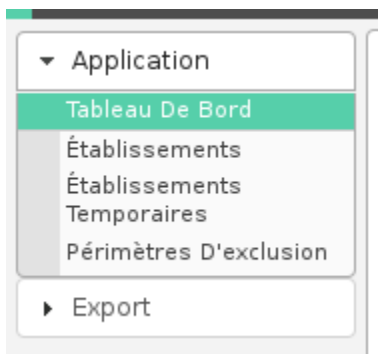 Application
Tableau De Bord
Établissements
Établissements
Temporaires
Périmètres D'exclusion
Export